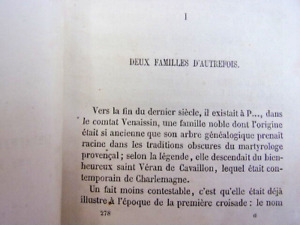 I
DEUX FAMILLES D'AUTREFOIS.
Vers la fin du dernier siècle, il existait à P..., dans
le comtat Venaissin, une famille noble dont l'origine
était si ancienne que son arbre généalogique prenait
racine dans les traditions obscures du martyrologe
provençal; selon la légende, elle descendait du bien-
heureux saint Véran de Cavaillon, lequel était con-
temporain de Charlemagne.
Un fait moins contestable, c'est qu'elle était déjà
illustre à l'époque de la première croisade: le nom
278